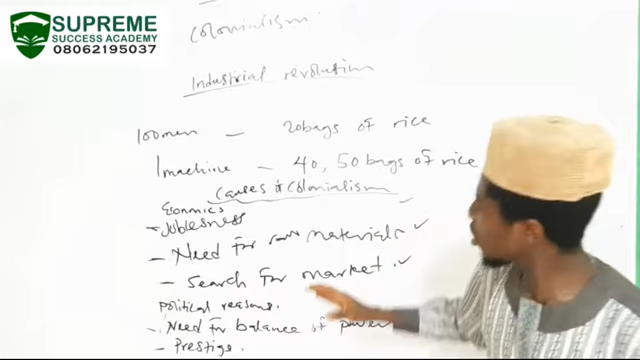 SUPREME
SUCCESS ACADEMY
08062195037
Colonialism
Industrial revolution
100men — 20bags of rice
1machine — 40, 50 bags of rice
Causes of Colonialism
Economics
- Joblesness
- Need for raw materials ✓
- Search for market. ✓
political reasons.
- Need for balance of power
- Prestige.